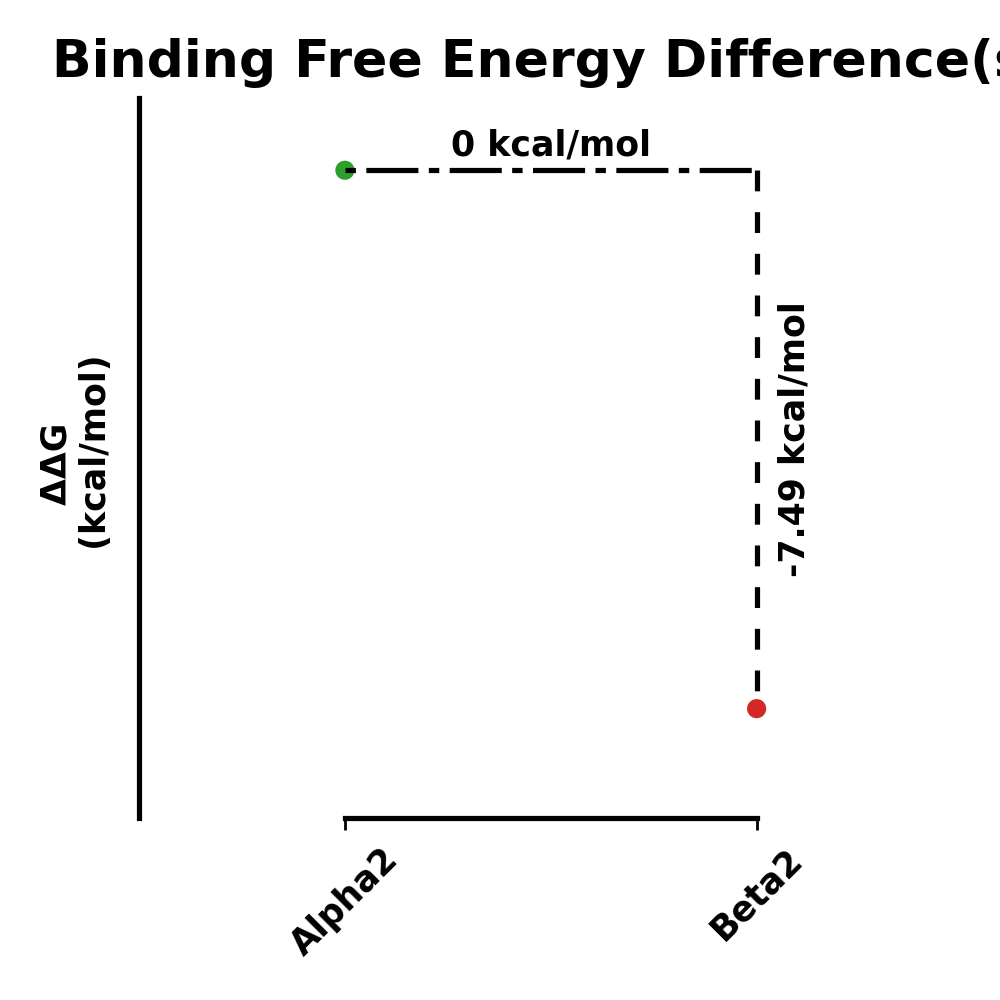 Binding Free Energy Difference(s
0 kcal/mol
ΔΔG
(kcal/mol)
-7.49 kcal/mol
Alpha2
Beta2